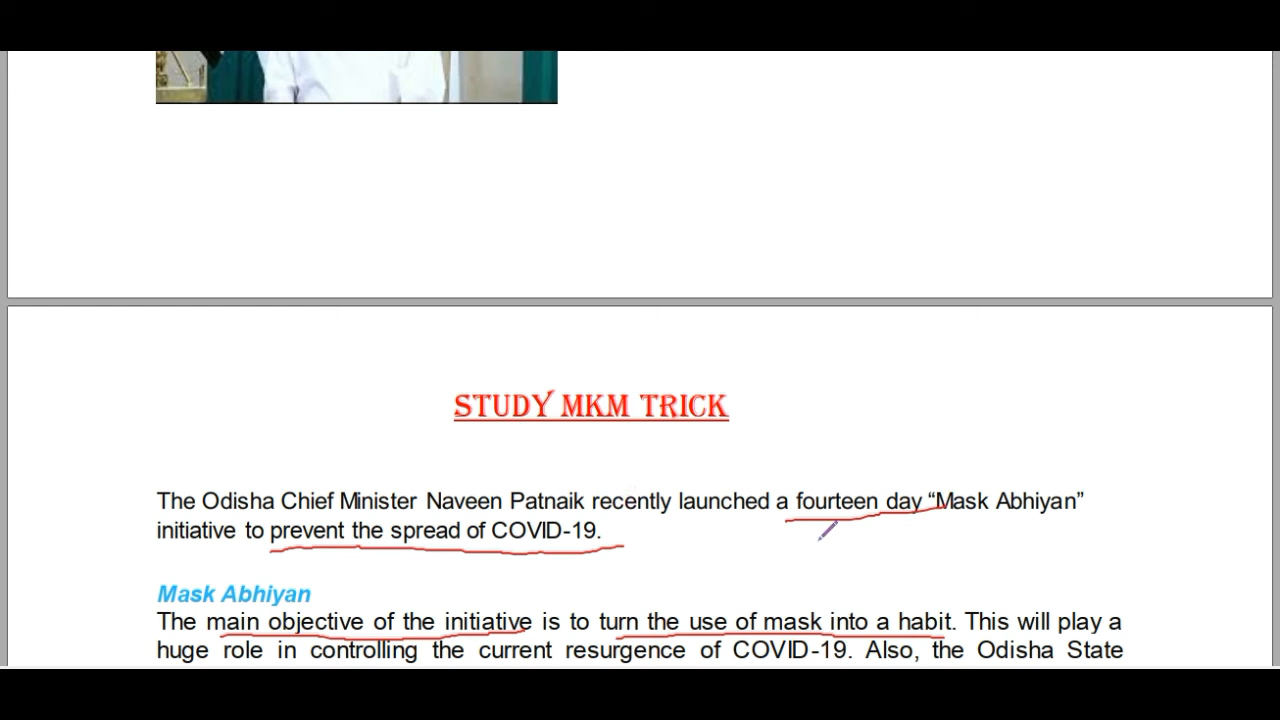 STUDY MKM TRICK
The Odisha Chief Minister Naveen Patnaik recently launched a fourteen day “Mask Abhiyan”
initiative to prevent the spread of COVID-19.
Mask Abhiyan
The main objective of the initiative is to turn the use of mask into a habit. This will play a
huge role in controlling the current resurgence of COVID-19. Also, the Odisha State